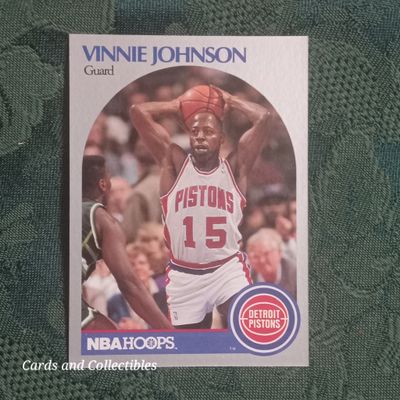 VINNIE JOHNSON
Guard
PISTONS
15
DETROIT
PISTONS
NBA HOOPS
Cards and Collectibles